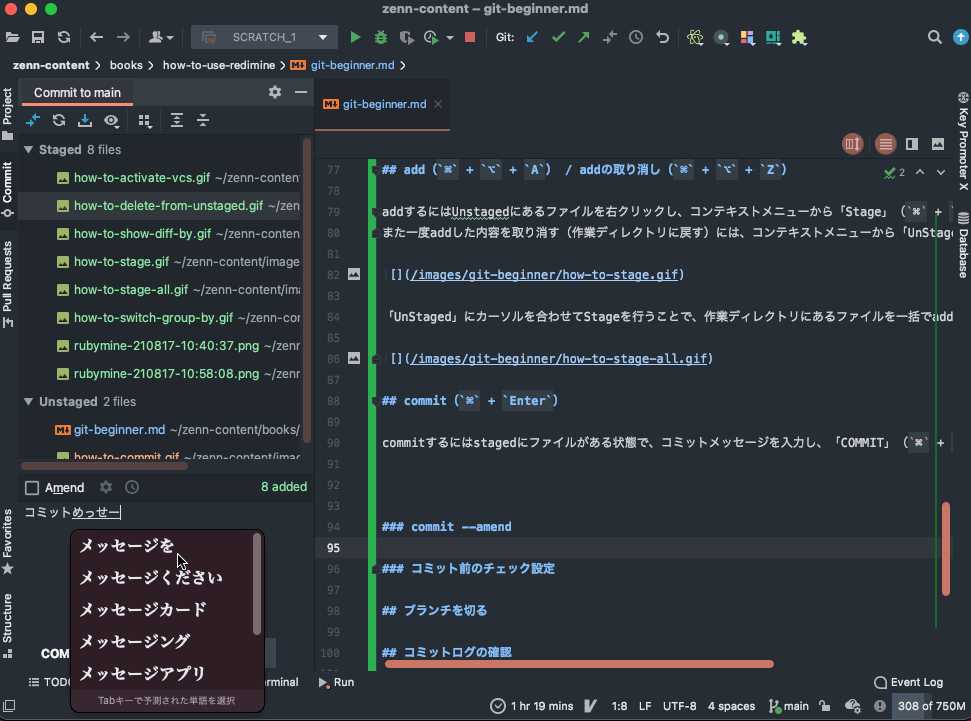 zenn-content – git-beginner.md
SCRATCH_1
Git:
zenn-content
books
how-to-use-redimine
git-beginner.md
Project
Commit
Pull Requests
Favorites
Structure
Commit to main
Staged 8 files
how-to-activate-vcs.gif ~/zenn-conten
how-to-delete-from-unstaged.gif ~/zen
how-to-show-diff-by.gif ~/zenn-conten
how-to-stage.gif ~/zenn-content/image
how-to-stage-all.gif ~/zenn-content/ima
how-to-switch-group-by.gif ~/zenn-cor
rubymine-210817-10:40:37.png ~/zenn
rubymine-210817-10:58:08.png ~/zenr
Unstaged 2 files
git-beginner.md ~/zenn-content/books/
how-to-commit.gif ~/zenn-content/imag
Amend
8 added
コミットめっせー
メッセージを
メッセージください
メッセージカード
メッセージング
メッセージアプリ
Tabキーで予測された単語を選択
COM
git-beginner.md
2
77 ## add (`⌘` + `⌥` + `A`) / addの取り消し (`⌘` + `⌥` + `Z`)
78
79 addするにはUnstagedにあるファイルを右クリックし、コンテキストメニューから「Stage」 (`⌘` +
80 また一度addした内容を取り消す（作業ディレクトリに戻す）には、コンテキストメニューから「UnStag
81
82 ![](/images/git-beginner/how-to-stage.gif)
83
84 「UnStaged」にカーソルを合わせてStageを行うことで、作業ディレクトリにあるファイルを一括でadd
85
86 ![](/images/git-beginner/how-to-stage-all.gif)
87
88 ## commit (`⌘` + `Enter`)
89
90 commitするにはstagedにファイルがある状態で、コミットメッセージを入力し、「COMMIT」 (`⌘` +
91
92
93
94 ### commit --amend
95
96 ### コミット前のチェック設定
97
98 ## ブランチを切る
99
100 ## コミットログの確認
Key Promoter X
Database
TODO
erminal
Run
Event Log
1 hr 19 mins
1:8
LF
UTF-8
4 spaces
main
308 of 750M